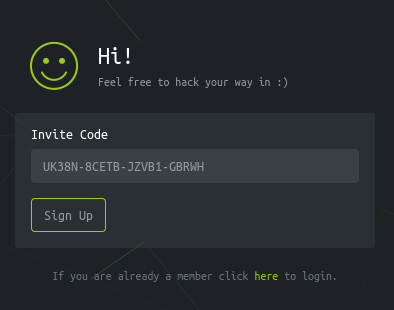 Hi!
Feel free to hack your way in :)
Invite Code
UK38N-8CETB-JZVB1-GBRWH
Sign Up
If you are already a member click here to login.